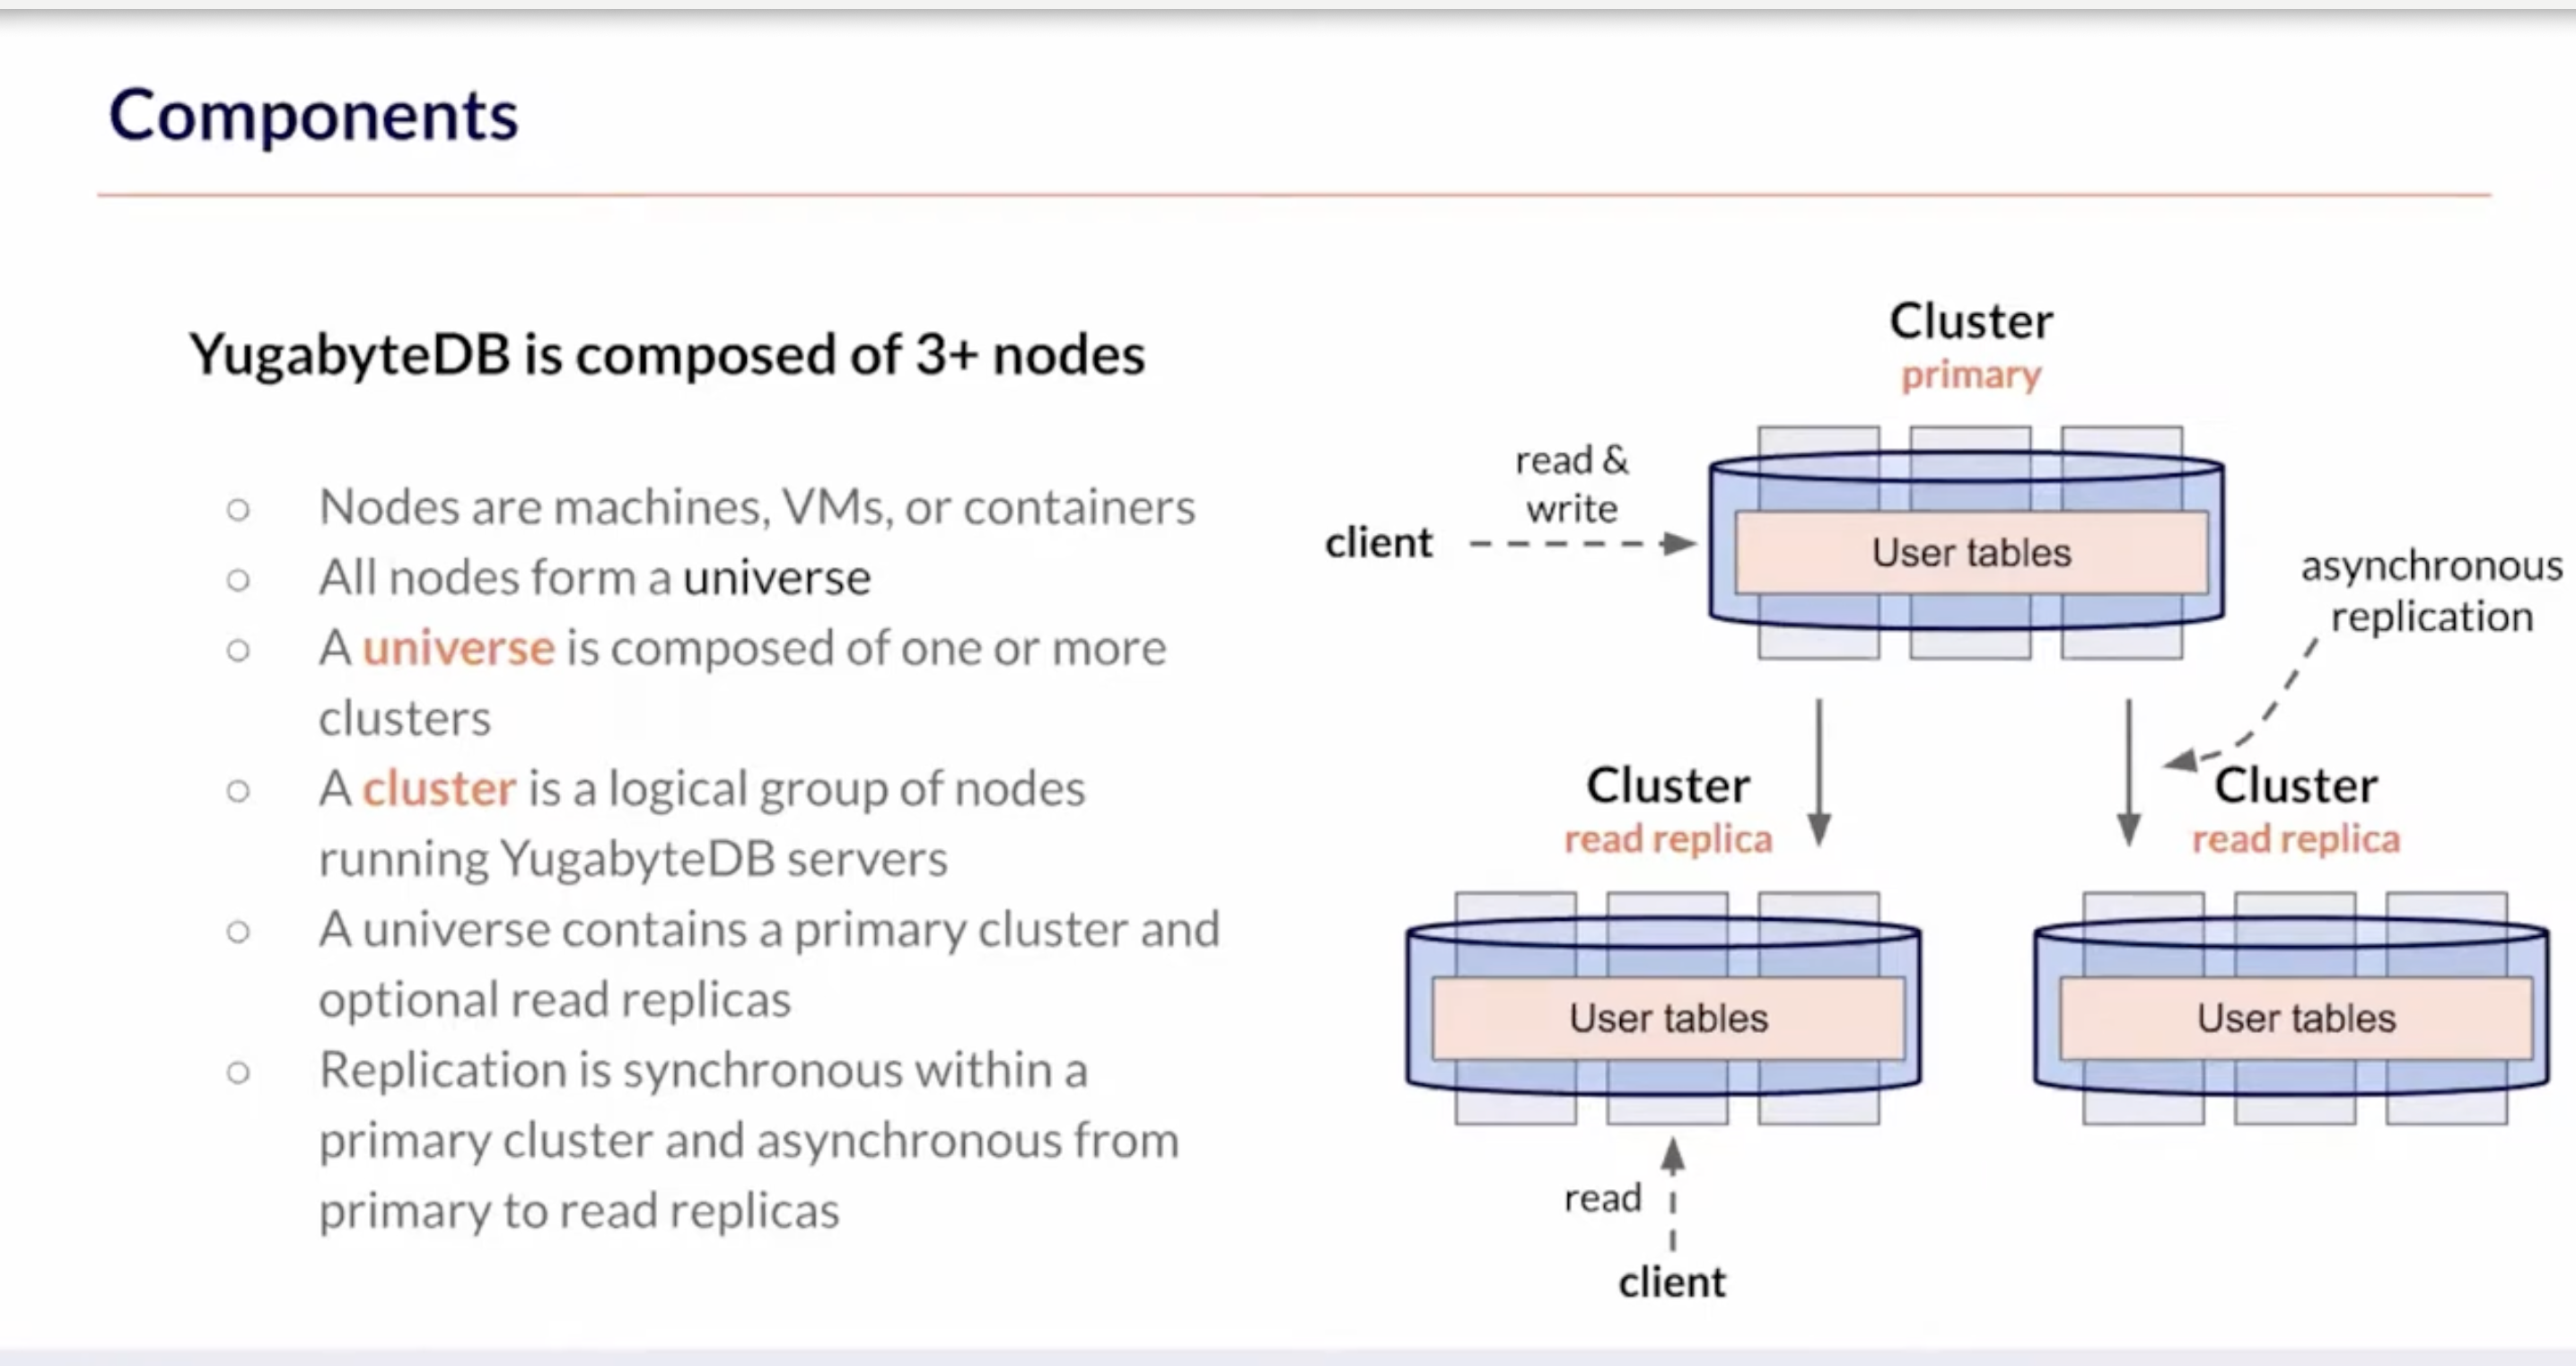 Components
YugabyteDB is composed of 3+ nodes
○ Nodes are machines, VMs, or containers
○ All nodes form a universe
○ A universe is composed of one or more
clusters
○ A cluster is a logical group of nodes
running YugabyteDB servers
○ A universe contains a primary cluster and
optional read replicas
○ Replication is synchronous within a
primary cluster and asynchronous from
primary to read replicas
Cluster
primary
read &
write
client
User tables
asynchronous
replication
Cluster
read replica
Cluster
read replica
User tables
User tables
read
client